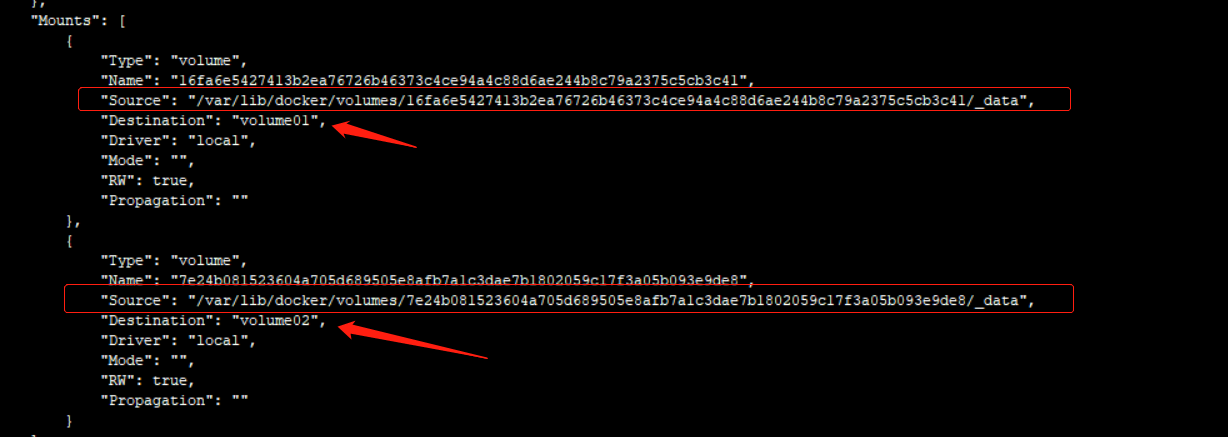 },
"Mounts": [
{
"Type": "volume",
"Name": "16fa6e5427413b2ea76726b46373c4ce94a4c88d6ae244b8c79a2375c5cb3c41",
"Source": "/var/lib/docker/volumes/16fa6e5427413b2ea76726b46373c4ce94a4c88d6ae244b8c79a2375c5cb3c41/_data",
"Destination": "volume01",
"Driver": "local",
"Mode": "",
"RW": true,
"Propagation": ""
},
{
"Type": "volume",
"Name": "7e24b081523604a705d689505e8afb7a1c3dae7b1802059c17f3a05b093e9de8",
"Source": "/var/lib/docker/volumes/7e24b081523604a705d689505e8afb7a1c3dae7b1802059c17f3a05b093e9de8/_data",
"Destination": "volume02",
"Driver": "local",
"Mode": "",
"RW": true,
"Propagation": ""
}